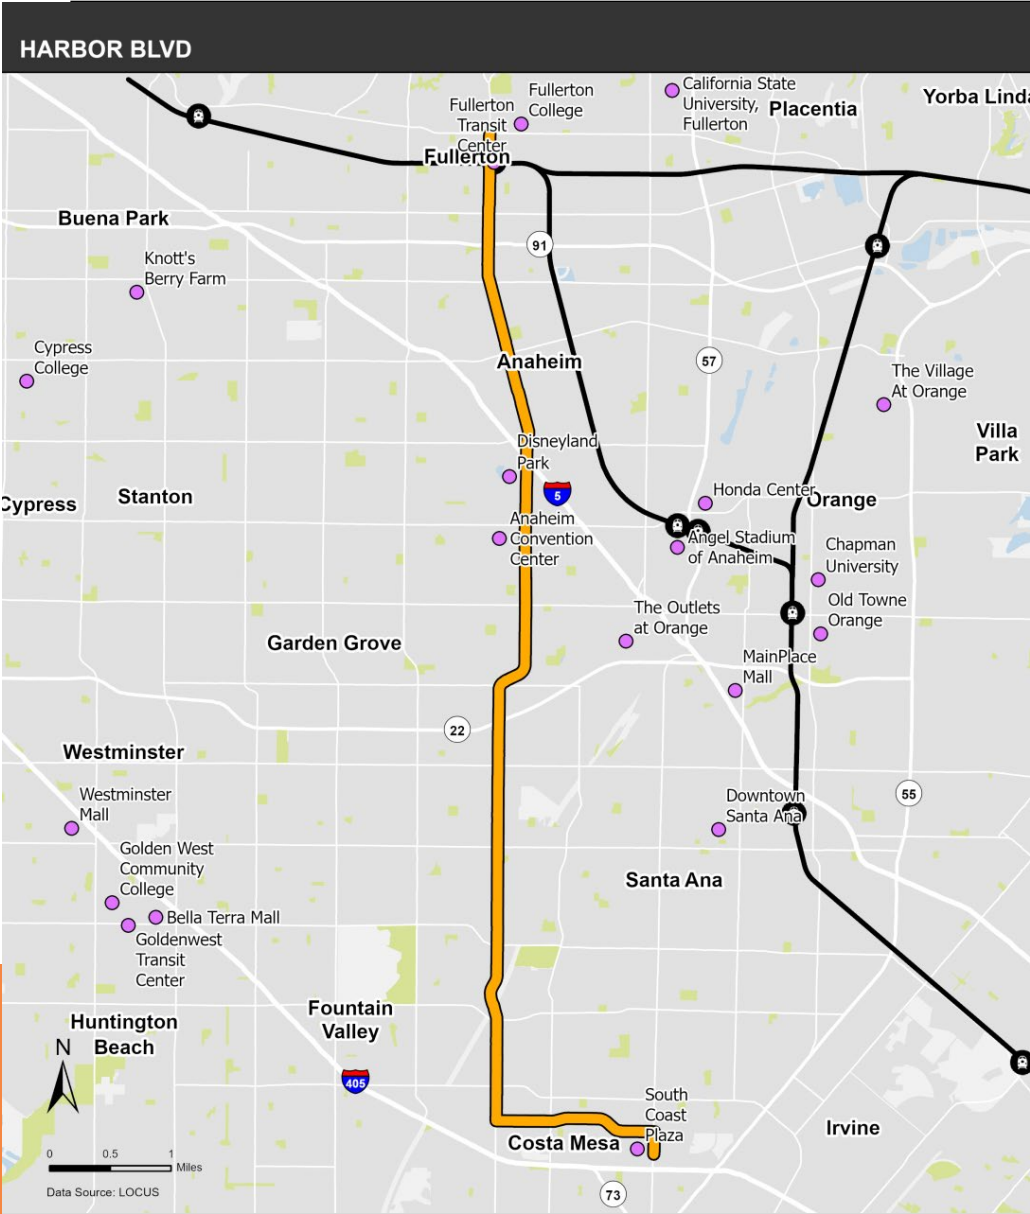 HARBOR BLVD
Fullerton
College
California State
University,
Fullerton
Placentia
Yorba Linda
Fullerton
Transit
Center
Fullerton
Buena Park
91
Knott's
Berry Farm
Cypress
College
Anaheim
57
The Village
At Orange
Villa
Park
Disneyland
Park
Cypress
Stanton
5
Honda Center
Orange
Anaheim
Convention
Center
Angel Stadium
of Anaheim
Chapman
University
Old Towne
Orange
The Outlets
at Orange
Garden Grove
MainPlace
Mall
22
Westminster
Westminster
Mall
55
Downtown
Santa Ana
Golden West
Community
College
Santa Ana
Bella Terra Mall
Goldenwest
Transit
Center
Fountain
Valley
Huntington
Beach
N
405
South
Coast
Plaza
Costa Mesa
Irvine
0 0.5 1
Miles
Data Source: LOCUS
73